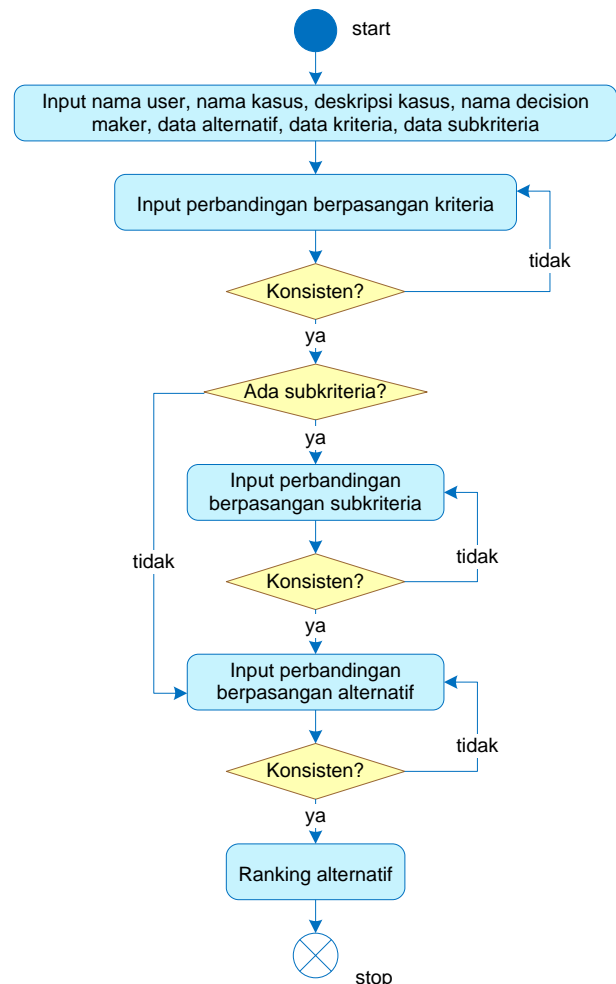 start
Input nama user, nama kasus, deskripsi kasus, nama decision
maker, data alternatif, data kriteria, data subkriteria
Input perbandingan berpasangan kriteria
tidak
Konsisten?
ya
Ada subkriteria?
ya
Input perbandingan
berpasangan subkriteria
tidak
tidak
Konsisten?
ya
Input perbandingan
berpasangan alternatif
tidak
Konsisten?
ya
Ranking alternatif
stop